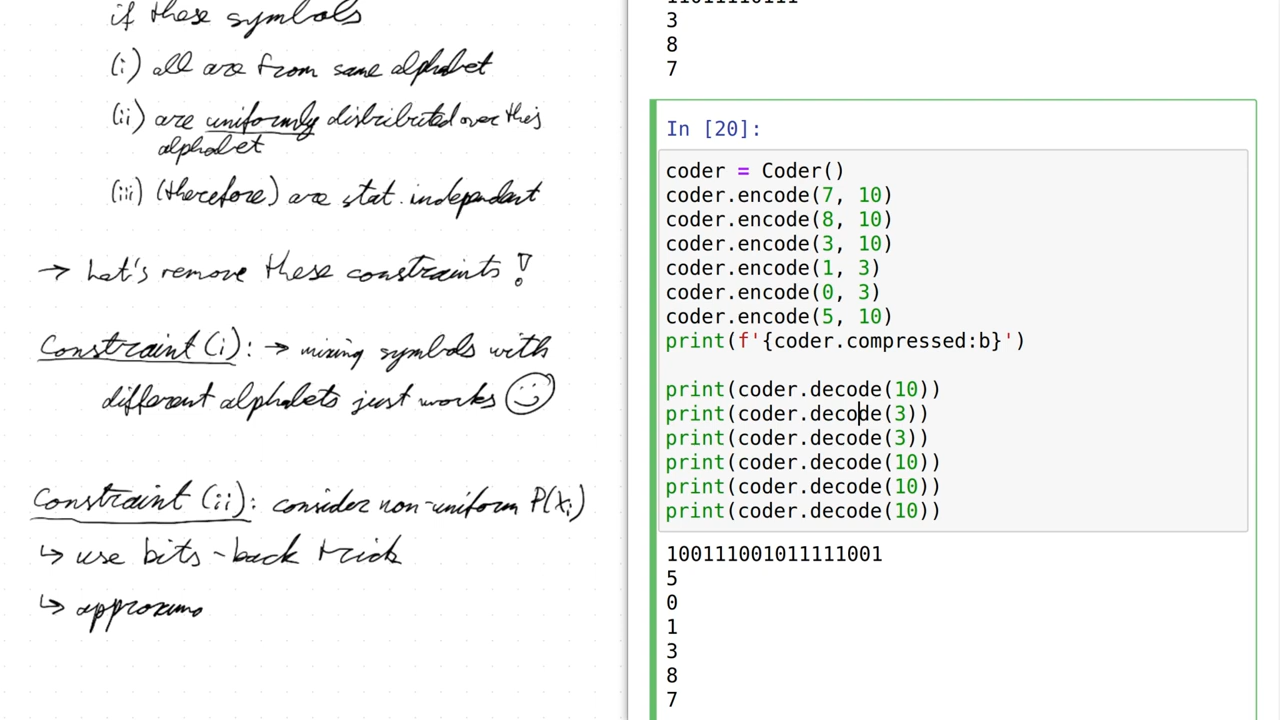 if these symbols
(i) all are from same alphabet
(ii) are uniformly distributed over this
alphabet
(iii) (therefore) are stat. independent
→ Let's remove these constraints!
Constraint (i): → mixing symbols with
different alphabets just works
Constraint (ii): consider non-uniform P(Xi)
↳ use bits-back trick
↳ approxima
11011110111
3
8
7
In [20]:
coder = Coder()
coder.encode(7, 10)
coder.encode(8, 10)
coder.encode(3, 10)
coder.encode(1, 3)
coder.encode(0, 3)
coder.encode(5, 10)
print(f'{coder.compressed:b}')
print(coder.decode(10))
print(coder.decode(3))
print(coder.decode(3))
print(coder.decode(10))
print(coder.decode(10))
print(coder.decode(10))
100111001011111001
5
0
1
3
8
7